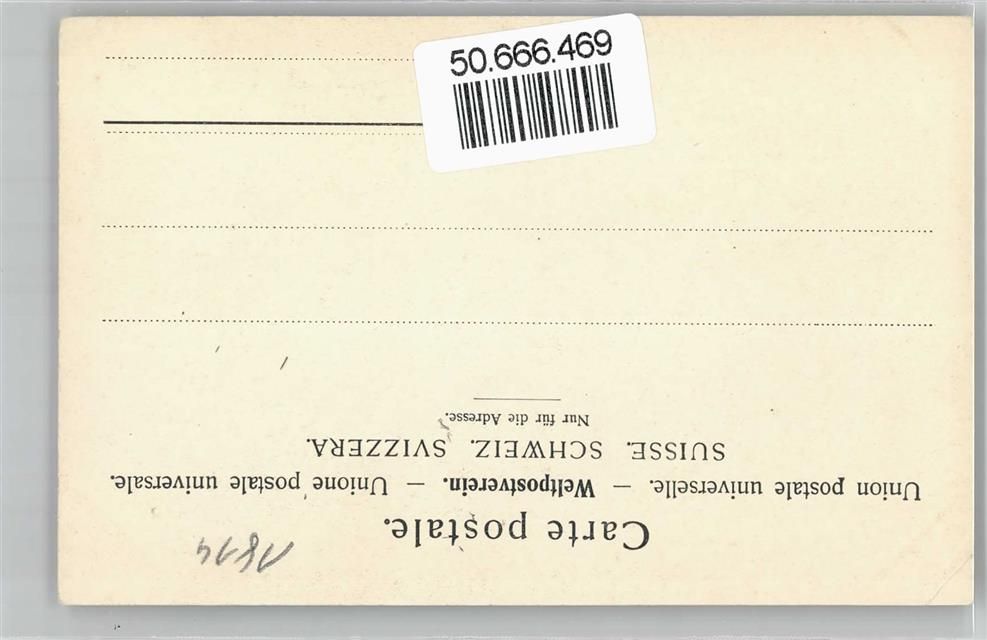 50.666.469
Carte postale.
Union postale universelle. — Weltpostverein. — Unione postale universale.
SUISSE. SCHWEIZ. SVIZZERA.
Nur für die Adresse.